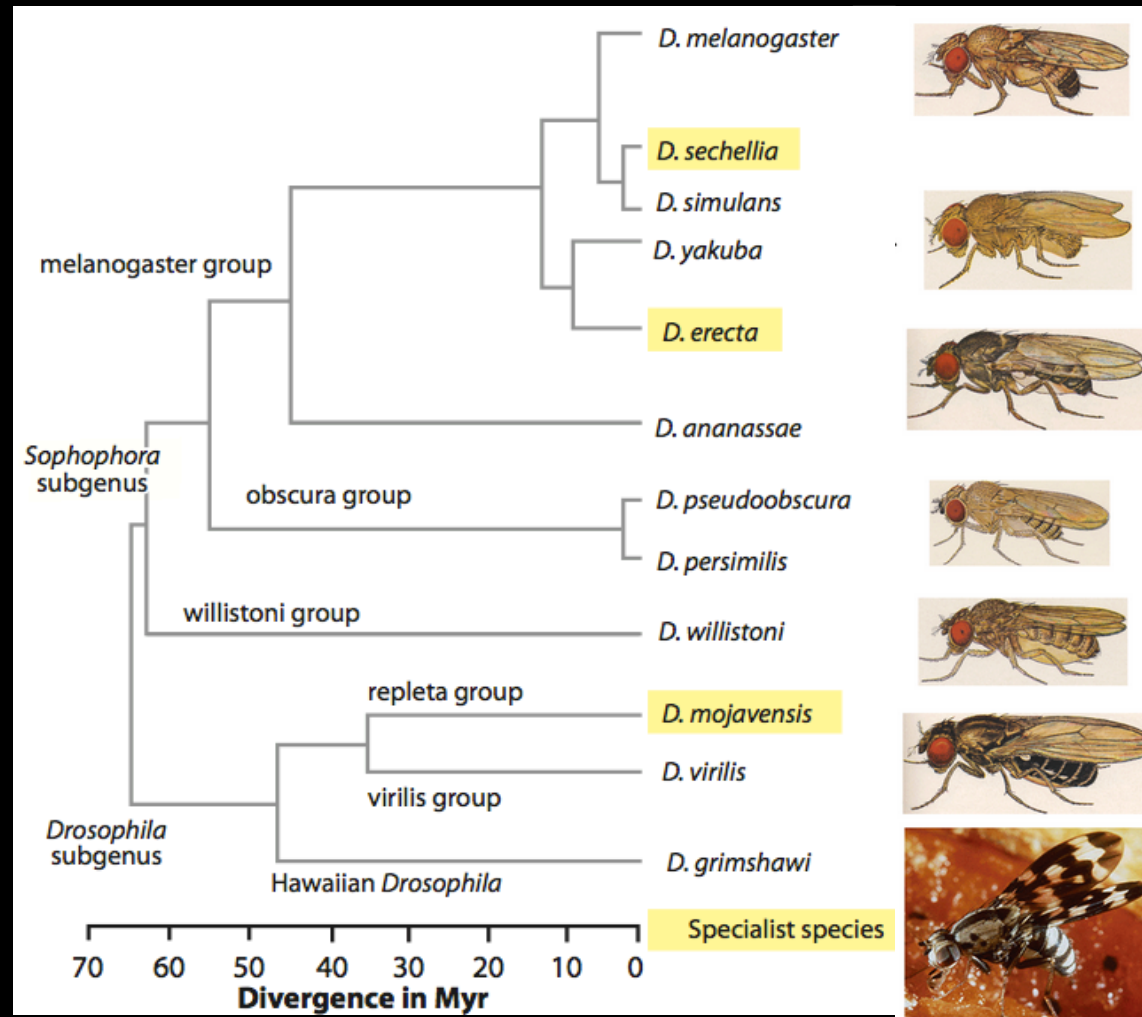 D. melanogaster
D. sechellia
D. simulans
D. yakuba
melanogaster group
D. erecta
D. ananassae
Sophophora
subgenus
obscura group
D. pseudoobscura
D. persimilis
willistoni group
D. willistoni
repleta group
D. mojavensis
D. virilis
virilis group
Drosophila
subgenus
D. grimshawi
Hawaiian Drosophila
Specialist species
70 60 50 40 30 20 10 0
Divergence in Myr